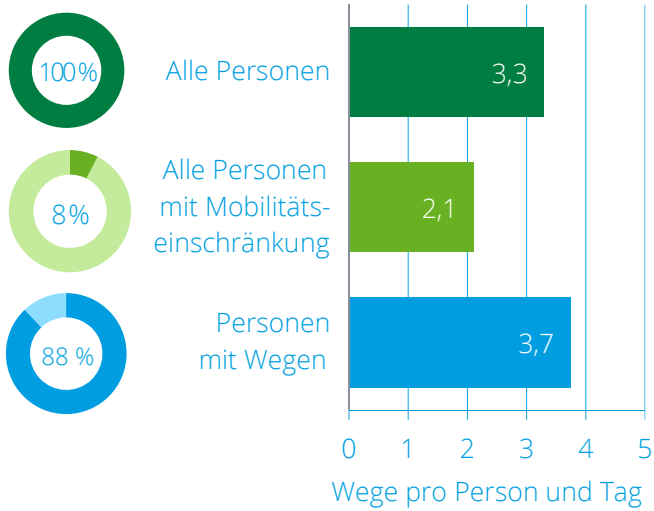 100%
Alle Personen
3,3
8%
Alle Personen
mit Mobilitäts-
einschränkung
2,1
88 %
Personen
mit Wegen
3,7
0 1 2 3 4 5
Wege pro Person und Tag